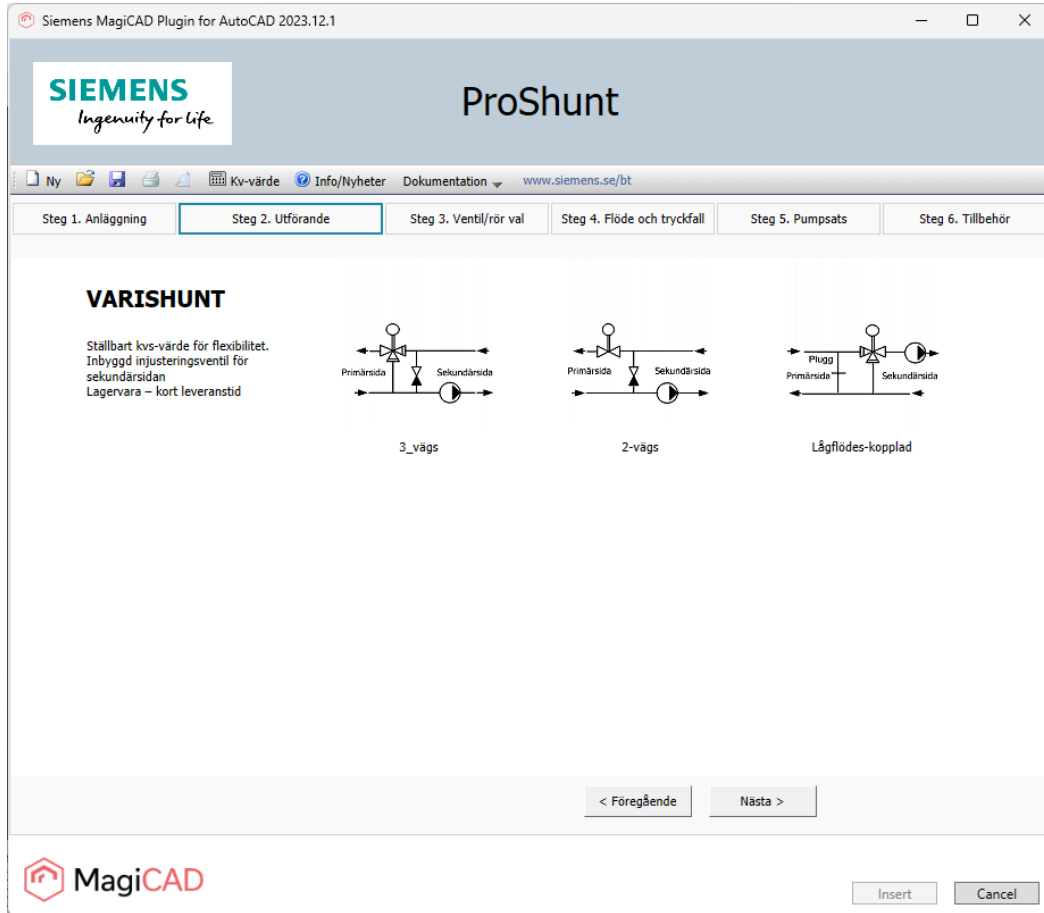 Siemens MagiCAD Plugin for AutoCAD 2023.12.1
SIEMENS
Ingenuity for life
ProShunt
Ny Kv-värde Info/Nyheter Dokumentation www.siemens.se/bt
Steg 1. Anläggning Steg 2. Utförande Steg 3. Ventil/rör val Steg 4. Flöde och tryckfall Steg 5. Pumpsats Steg 6. Tillbehör
VARISHUNT
Ställbart kvs-värde för flexibilitet.
Inbyggd injusteringsventil för
sekundärsidan
Lagervara – kort leveranstid
Primärsida Sekundärsida
3_vägs
Primärsida Sekundärsida
2-vägs
Plugg
Primärsida Sekundärsida
Lågflödes-kopplad
< Föregående Nästa >
MagiCAD
Insert Cancel